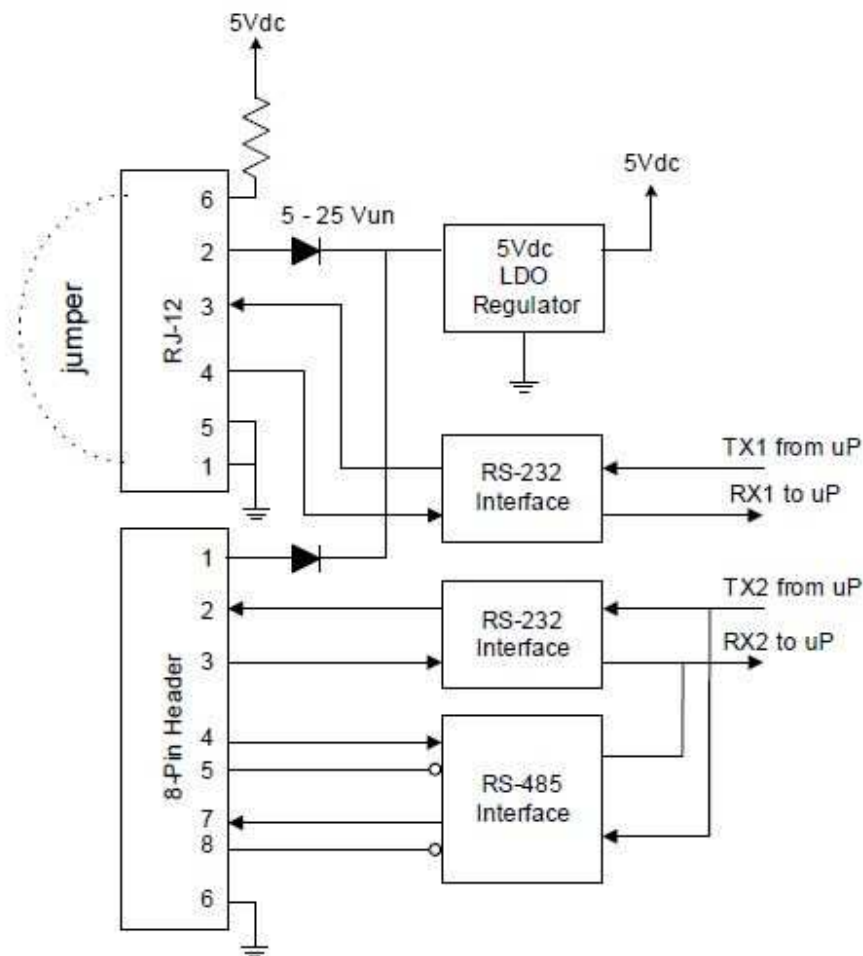 5Vdc
6
5 - 25 Vun
5Vdc
2
5Vdc
LDO
Regulator
jumper
RJ-12
3
4
5
1
RS-232
Interface
TX1 from uP
RX1 to uP
8-Pin Header
1
2
RS-232
Interface
TX2 from uP
RX2 to uP
3
4
5
RS-485
Interface
7
8
6